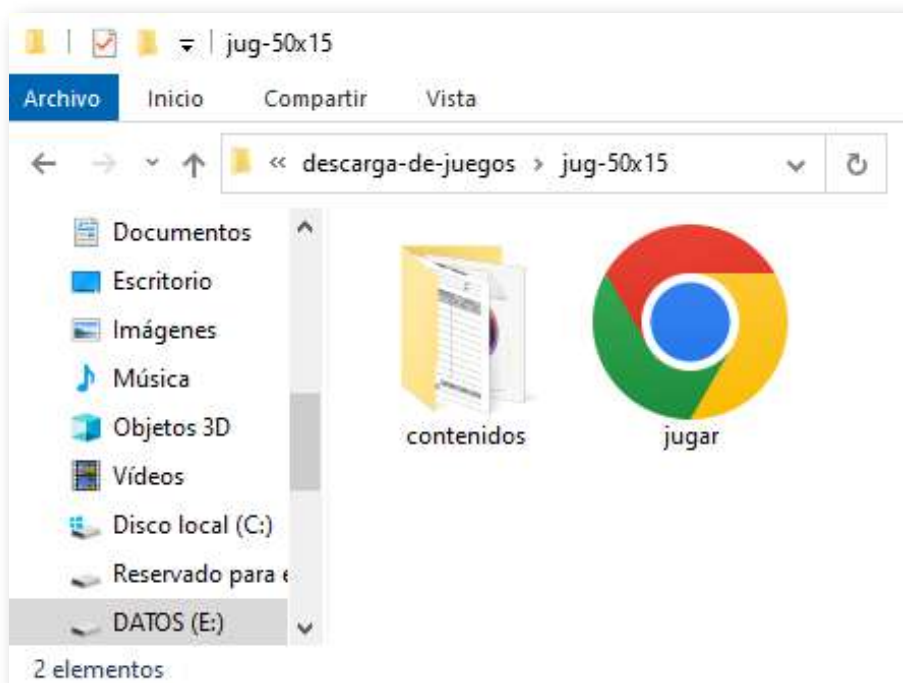 jug-50x15
Archivo Inicio Compartir Vista
« descarga-de-juegos › jug-50x15
Documentos
Escritorio
Imágenes
Música
Objetos 3D
Vídeos
Disco local (C:)
Reservado para e
DATOS (E:)
contenidos jugar
2 elementos